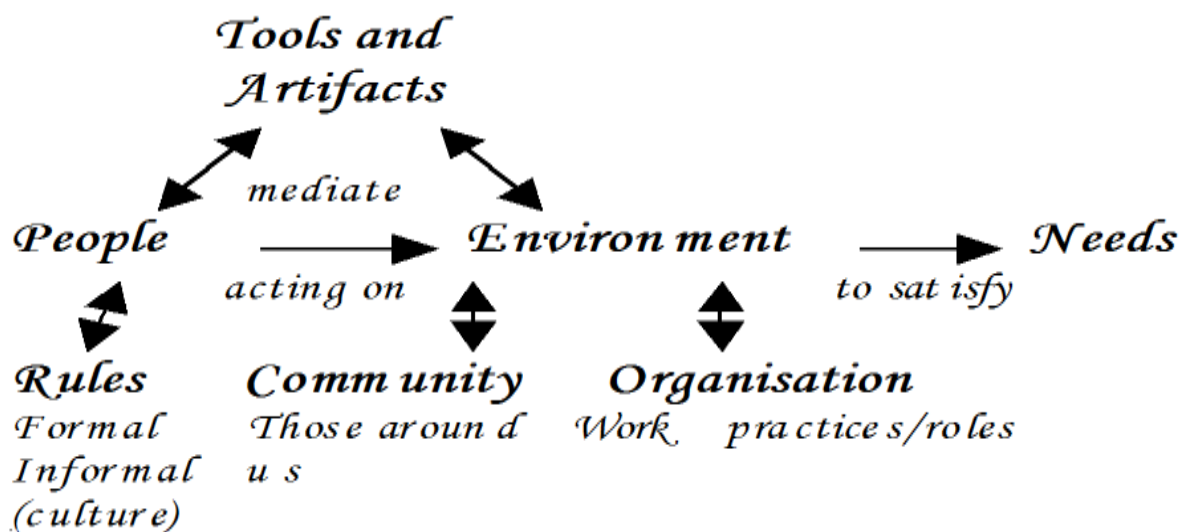 Tools and
Artifacts
mediate
People
Environment
Needs
acting on
to satisfy
Rules
Community
Organisation
Formal
Those around
Work practices/roles
Informal
us
(culture)